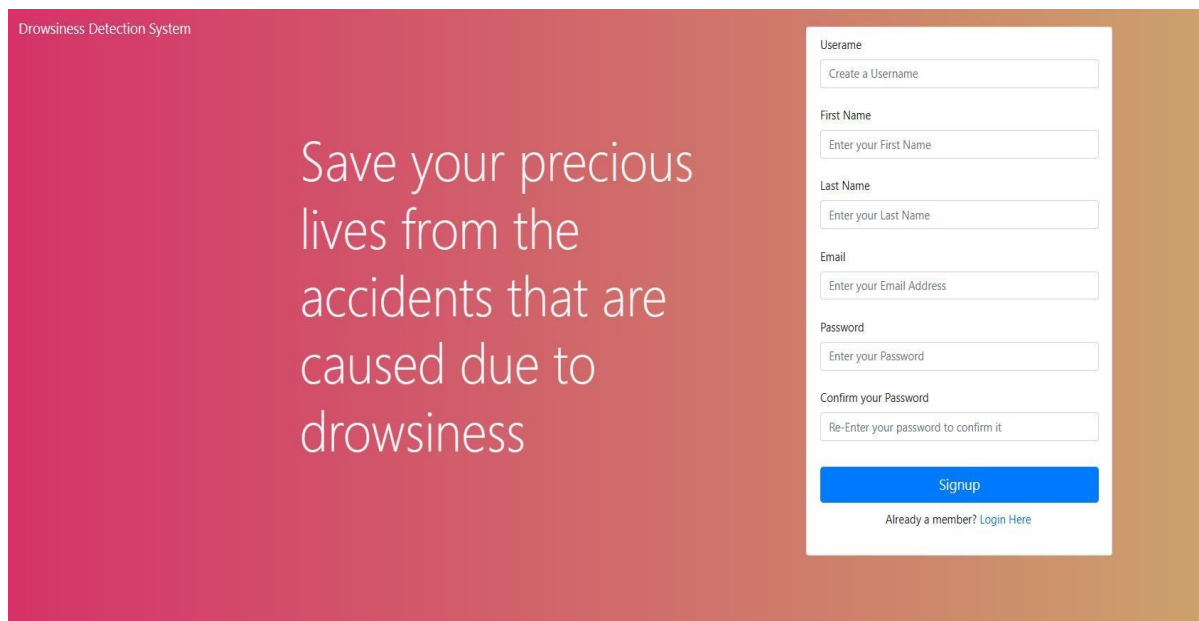 Drowsiness Detection System
Save your precious
lives from the
accidents that are
caused due to
drowsiness
Userame
Create a Username
First Name
Enter your First Name
Last Name
Enter your Last Name
Email
Enter your Email Address
Password
Enter your Password
Confirm your Password
Re-Enter your password to confirm it
Signup
Already a member? Login Here